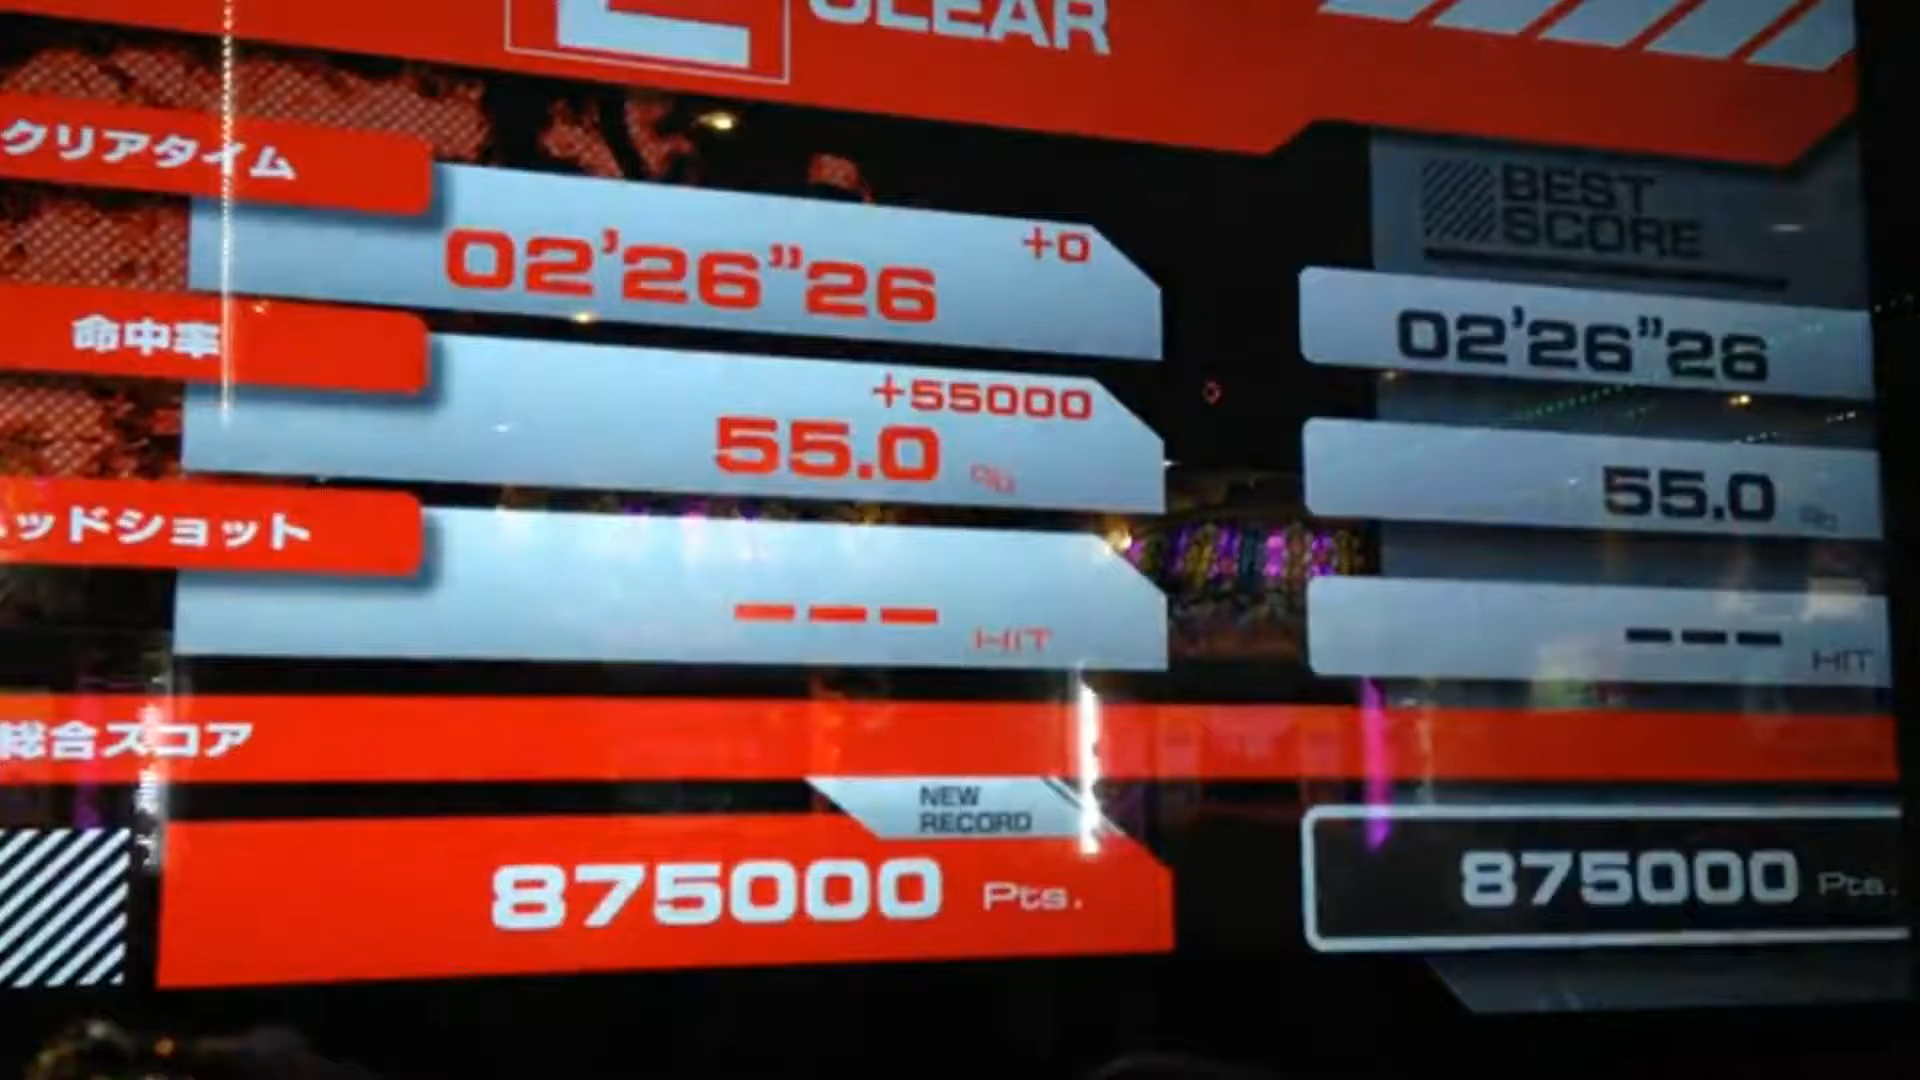 CLEAR
クリアタイム
+0
02'26"26
命中率
+55000
55.0 %
ッドショット
--- HIT
総合スコア
NEW
RECORD
875000 Pts.
BEST
SCORE
02'26"26
55.0 %
--- HIT
875000 Pts.